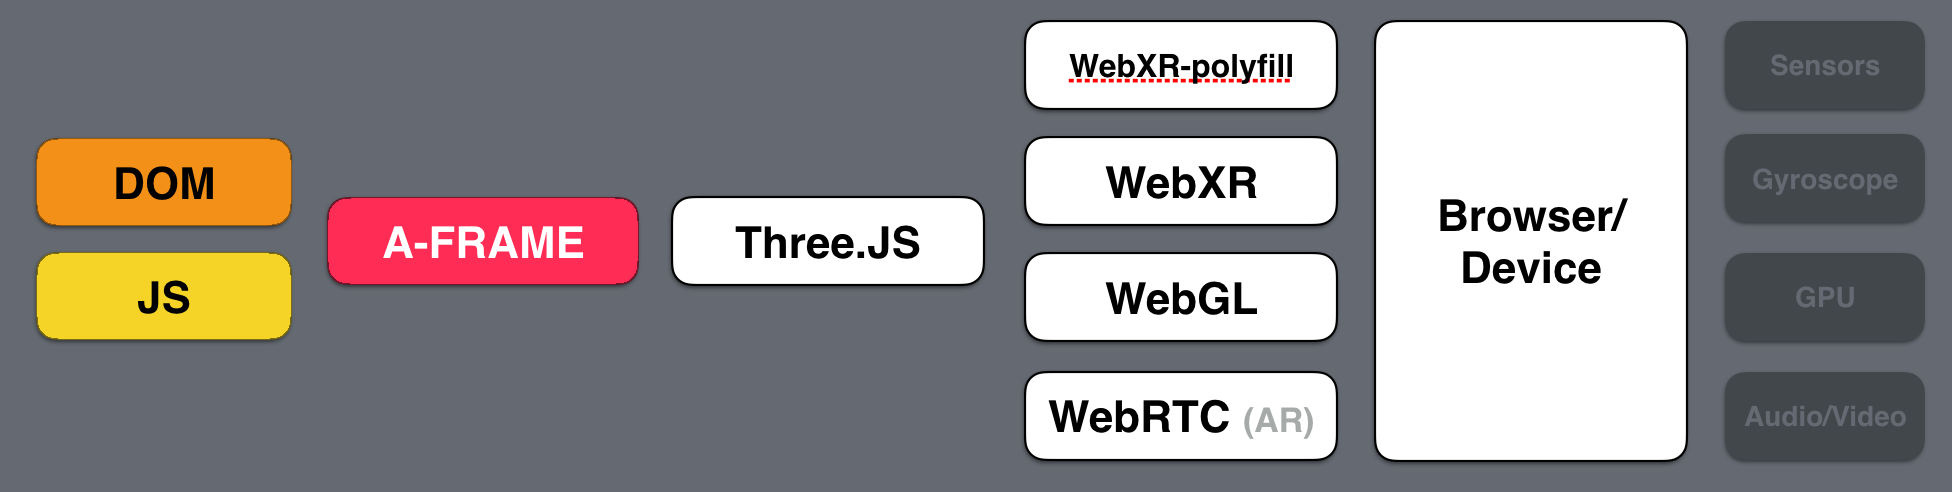 DOM
JS
A-FRAME
Three.JS
WebXR-polyfill
WebXR
WebGL
WebRTC (AR)
Browser/
Device
Sensors
Gyroscope
GPU
Audio/Video